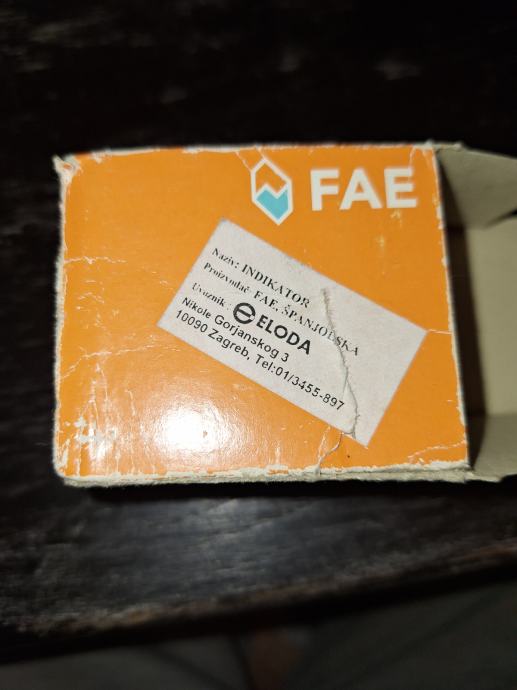 FAE
Naziv: INDIKATOR
Proizvođač: FAE, ŠPANJOLSKA
Uvoznik: ELODA
Nikole Gorjanskog 3
10090 Zagreb, Tel:01/3455-897